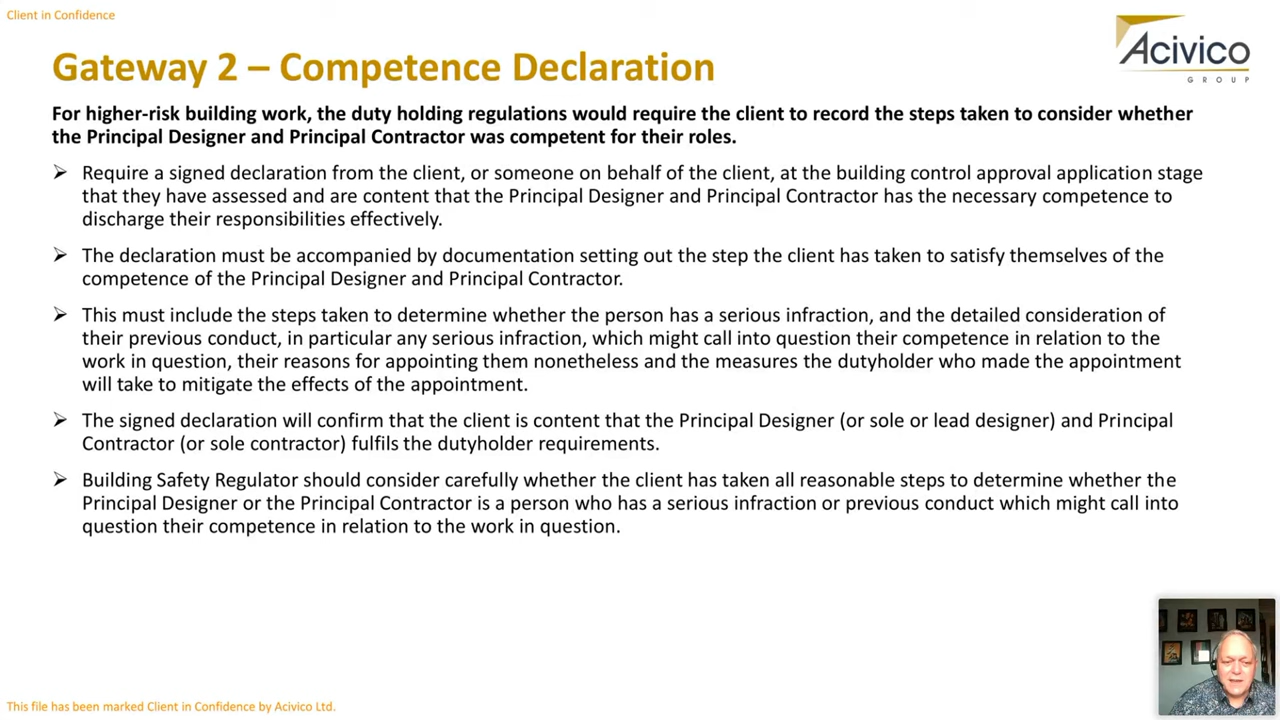 Client in Confidence
Acivico
GROUP
Gateway 2 – Competence Declaration
For higher-risk building work, the duty holding regulations would require the client to record the steps taken to consider whether
the Principal Designer and Principal Contractor was competent for their roles.
Require a signed declaration from the client, or someone on behalf of the client, at the building control approval application stage
that they have assessed and are content that the Principal Designer and Principal Contractor has the necessary competence to
discharge their responsibilities effectively.
The declaration must be accompanied by documentation setting out the step the client has taken to satisfy themselves of the
competence of the Principal Designer and Principal Contractor.
This must include the steps taken to determine whether the person has a serious infraction, and the detailed consideration of
their previous conduct, in particular any serious infraction, which might call into question their competence in relation to the
work in question, their reasons for appointing them nonetheless and the measures the dutyholder who made the appointment
will take to mitigate the effects of the appointment.
The signed declaration will confirm that the client is content that the Principal Designer (or sole or lead designer) and Principal
Contractor (or sole contractor) fulfils the dutyholder requirements.
Building Safety Regulator should consider carefully whether the client has taken all reasonable steps to determine whether the
Principal Designer or the Principal Contractor is a person who has a serious infraction or previous conduct which might call into
question their competence in relation to the work in question.
This file has been marked Client in Confidence by Acivico Ltd.